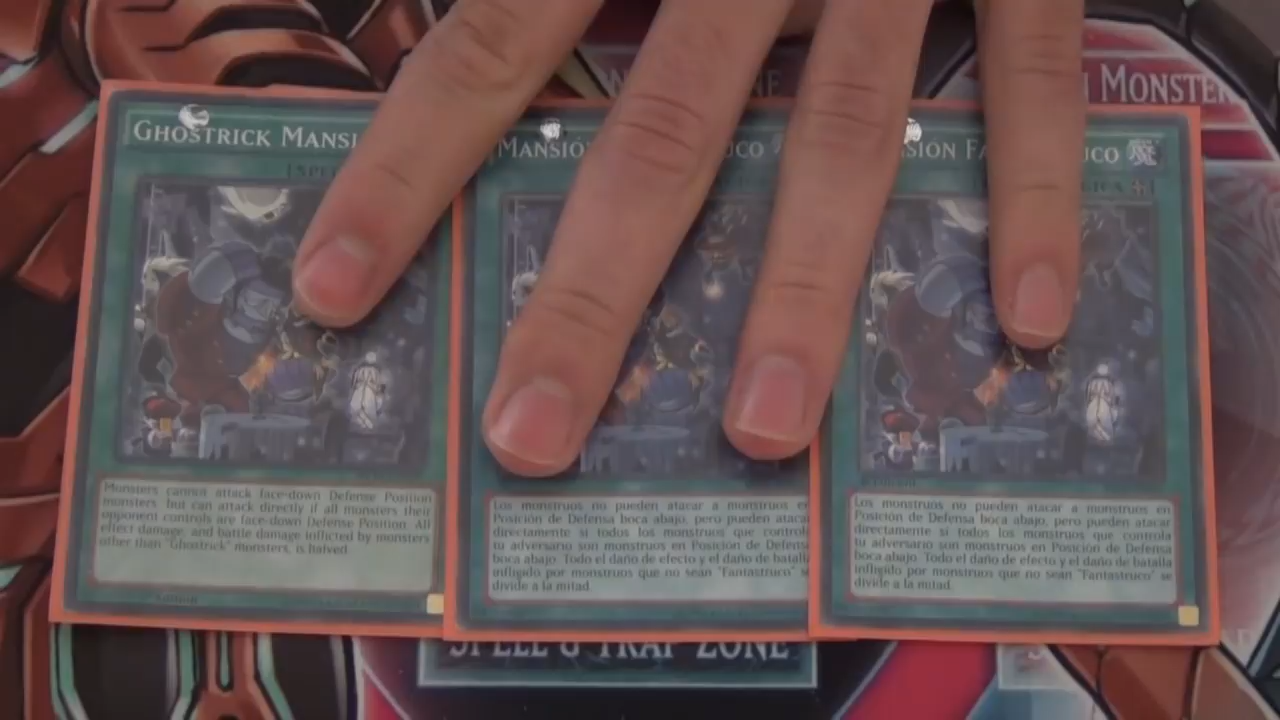 MONSTER
GHOSTRICK MANSI
Monsters cannot attack face-down Defense Position
monsters, but can attack directly if all monsters their
opponent controls are face-down Defense Position. All
effect damage, and battle damage inflicted by monsters
other than "Ghostrick" monsters, is halved.
MANSIÓN UCO
Los monstruos no pueden atacar a monstruos en
Posición de Defensa boca abajo, pero pueden atacar
directamente si todos los monstruos que controla
tu adversario son monstruos en Posición de Defensa
boca abajo. Todo el daño de efecto y el daño de batalla
infligido por monstruos que no sean "Fantastruco" se
divide a la mitad.
SIÓN FA UCO
Los monstruos no pueden atacar a monstruos en
Posición de Defensa boca abajo, pero pueden atacar
directamente si todos los monstruos que controla
tu adversario son monstruos en Posición de Defensa
boca abajo. Todo el daño de efecto y el daño de batalla
infligido por monstruos que no sean "Fantastruco" se
divide a la mitad.
SPELL & TRAP ZONE